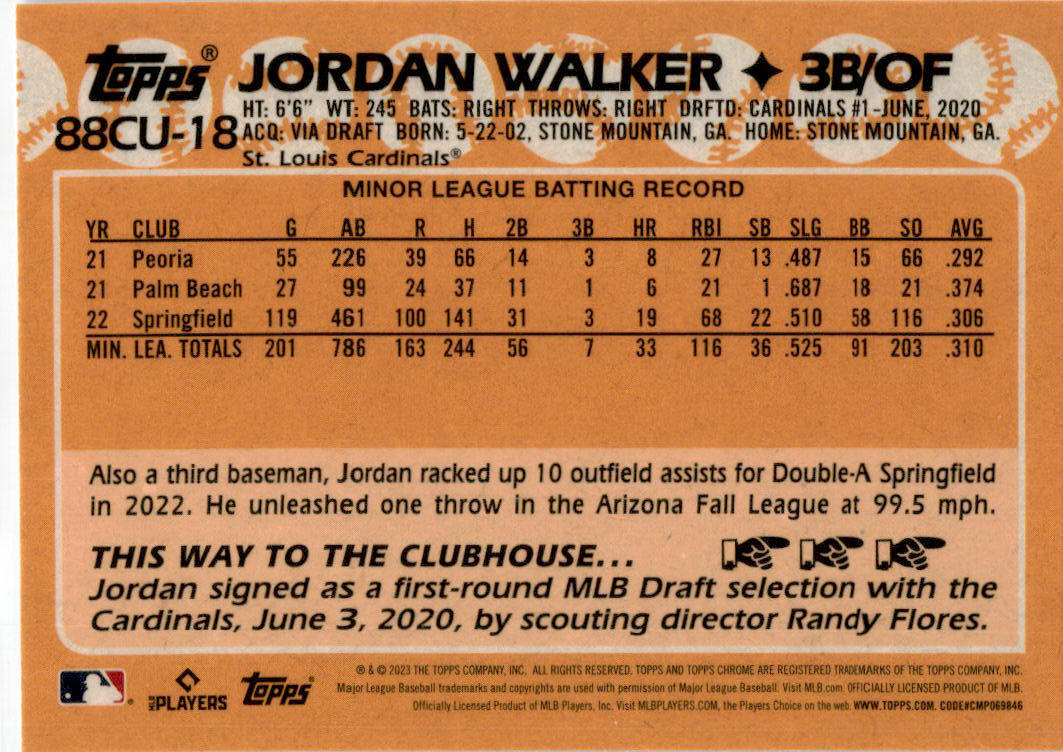 Topps® JORDAN WALKER ✦ 3B/OF
88CU-18
HT: 6'6" WT: 245 BATS: RIGHT THROWS: RIGHT DRFTD: CARDINALS #1-JUNE, 2020
ACQ: VIA DRAFT BORN: 5-22-02, STONE MOUNTAIN, GA. HOME: STONE MOUNTAIN, GA.
St. Louis Cardinals®
MINOR LEAGUE BATTING RECORD
YR CLUB G AB R H 2B 3B HR RBI SB SLG BB SO AVG
21 Peoria 55 226 39 66 14 3 8 27 13 .487 15 66 .292
21 Palm Beach 27 99 24 37 11 1 6 21 1 .687 18 21 .374
22 Springfield 119 461 100 141 31 3 19 68 22 .510 58 116 .306
MIN. LEA. TOTALS 201 786 163 244 56 7 33 116 36 .525 91 203 .310
Also a third baseman, Jordan racked up 10 outfield assists for Double-A Springfield
in 2022. He unleashed one throw in the Arizona Fall League at 99.5 mph.
THIS WAY TO THE CLUBHOUSE...
Jordan signed as a first-round MLB Draft selection with the
Cardinals, June 3, 2020, by scouting director Randy Flores.
® & © 2023 THE TOPPS COMPANY, INC. ALL RIGHTS RESERVED. TOPPS AND TOPPS CHROME ARE REGISTERED TRADEMARKS OF THE TOPPS COMPANY, INC.
Major League Baseball trademarks and copyrights are used with permission of Major League Baseball. Visit MLB.com. OFFICIALLY LICENSED PRODUCT OF MLB.
Officially Licensed Product of MLB Players, Inc. Visit MLBPLAYERS.COM, the Players Choice on the web. WWW.TOPPS.COM. CODE#CMP069846
MLB PLAYERS
Topps